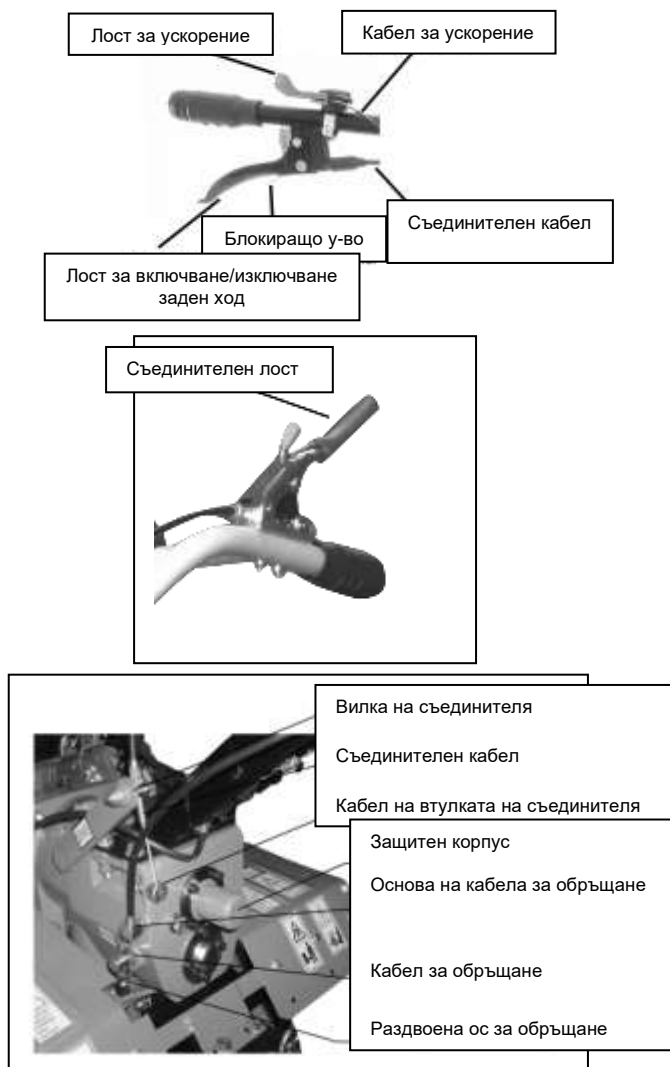 Лост за ускорение
Кабел за ускорение
Съединителен кабел
Блокиращо у-во
Лост за включване/изключване
заден ход
Съединителен лост
Вилка на съединителя
Съединителен кабел
Кабел на втулката на съединителя
Защитен корпус
Основа на кабела за обръщане
Кабел за обръщане
Раздвоена ос за обръщане